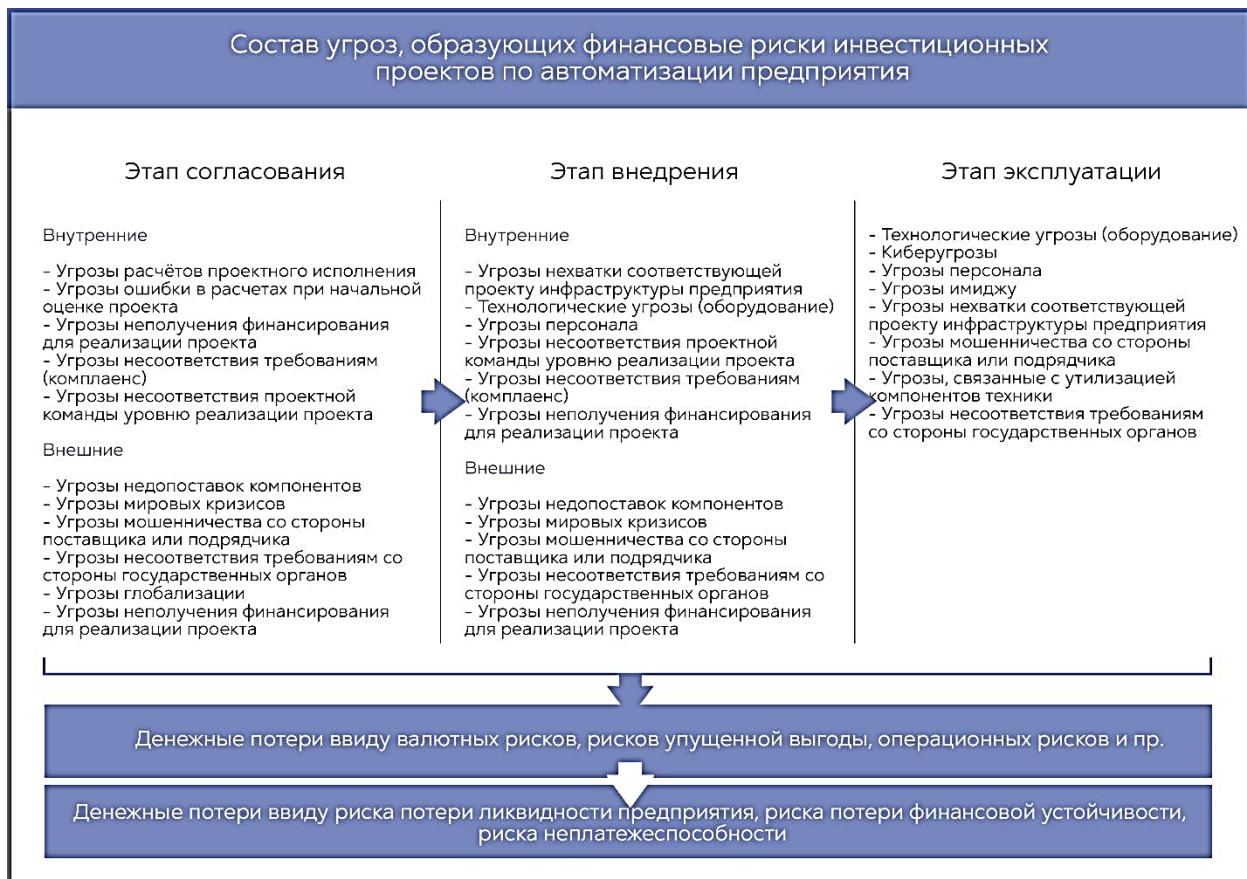 Состав угроз, образующих финансовые риски инвестиционных
проектов по автоматизации предприятия
Этап согласования
Внутренние
- Угрозы расчётов проектного исполнения
- Угрозы ошибки в расчетах при начальной
оценке проекта
- Угрозы неполучения финансирования
для реализации проекта
- Угрозы несоответствия требованиям
(комплаенс)
- Угрозы несоответствия проектной
команды уровню реализации проекта
Внешние
- Угрозы недопоставок компонентов
- Угрозы мировых кризисов
- Угрозы мошенничества со стороны
поставщика или подрядчика
- Угрозы несоответствия требованиям со
стороны государственных органов
- Угрозы глобализации
- Угрозы неполучения финансирования
для реализации проекта
Этап внедрения
Внутренние
- Угрозы нехватки соответствующей
проекту инфраструктуры предприятия
- Технологические угрозы (оборудование)
- Угрозы персонала
- Угрозы несоответствия проектной
команды уровню реализации проекта
- Угрозы несоответствия требованиям
(комплаенс)
- Угрозы неполучения финансирования
для реализации проекта
Внешние
- Угрозы недопоставок компонентов
- Угрозы мировых кризисов
- Угрозы мошенничества со стороны
поставщика или подрядчика
- Угрозы несоответствия требованиям со
стороны государственных органов
- Угрозы неполучения финансирования
для реализации проекта
Этап эксплуатации
- Технологические угрозы (оборудование)
- Киберугрозы
- Угрозы персонала
- Угрозы имиджу
- Угрозы нехватки соответствующей
проекту инфраструктуры предприятия
- Угрозы мошенничества со стороны
поставщика или подрядчика
- Угрозы, связанные с утилизацией
компонентов техники
- Угрозы несоответствия требованиям
со стороны государственных органов
Денежные потери ввиду валютных рисков, рисков упущенной выгоды, операционных рисков и пр.
Денежные потери ввиду риска потери ликвидности предприятия, риска потери финансовой устойчивости,
риска неплатежеспособности